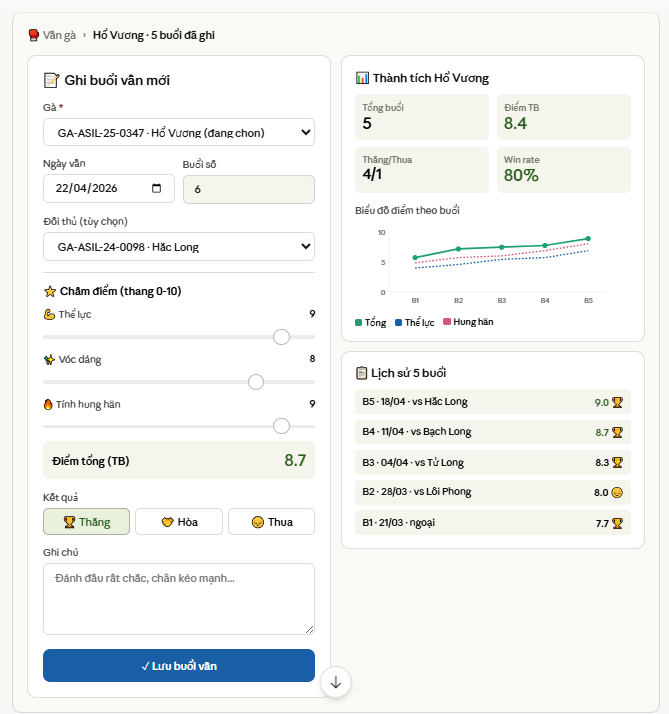 Vần gà › Hổ Vương · 5 buổi đã ghi
Ghi buổi vần mới
Gà *
GA-ASIL-25-0347 · Hổ Vương (đang chọn)
Ngày vần
Buổi số
22/04/2026
6
Đối thủ (tùy chọn)
GA-ASIL-24-0098 · Hắc Long
Chấm điểm (thang 0-10)
Thể lực 9
Vóc dáng 8
Tính hung hăn 9
Điểm tổng (TB) 8.7
Kết quả
Thắng
Hòa
Thua
Ghi chú
Đánh đầu rất chắc, chân kéo mạnh...
✓ Lưu buổi vần
Thành tích Hổ Vương
Tổng buổi
5
Điểm TB
8.4
Thắng/Thua
4/1
Win rate
80%
Biểu đồ điểm theo buổi
10
5
0
B1 B2 B3 B4 B5
Tổng Thể lực Hung hăn
Lịch sử 5 buổi
B5 · 18/04 · vs Hắc Long 9.0
B4 · 11/04 · vs Bạch Long 8.7
B3 · 04/04 · vs Tử Long 8.3
B2 · 28/03 · vs Lôi Phong 8.0
B1 · 21/03 · ngoại 7.7